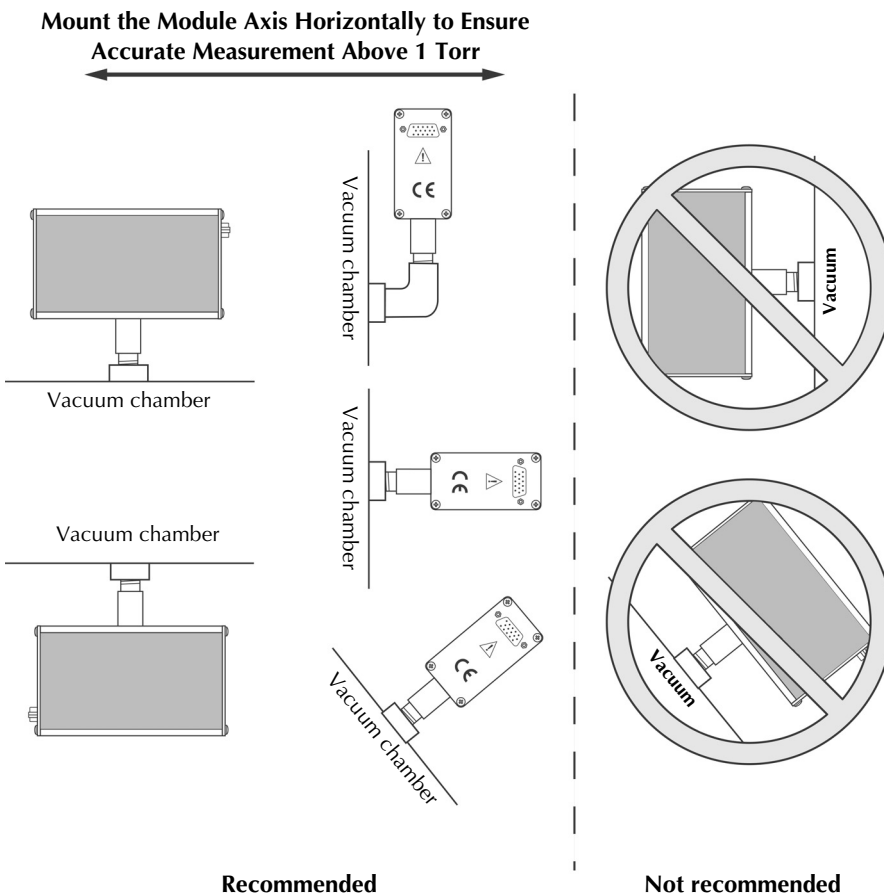 Mount the Module Axis Horizontally to Ensure
Accurate Measurement Above 1 Torr
Vacuum chamber
CE
Vacuum chamber
Vacuum
Vacuum chamber
CE
Vacuum chamber
CE
Vacuum chamber
Vacuum
Recommended
Not recommended